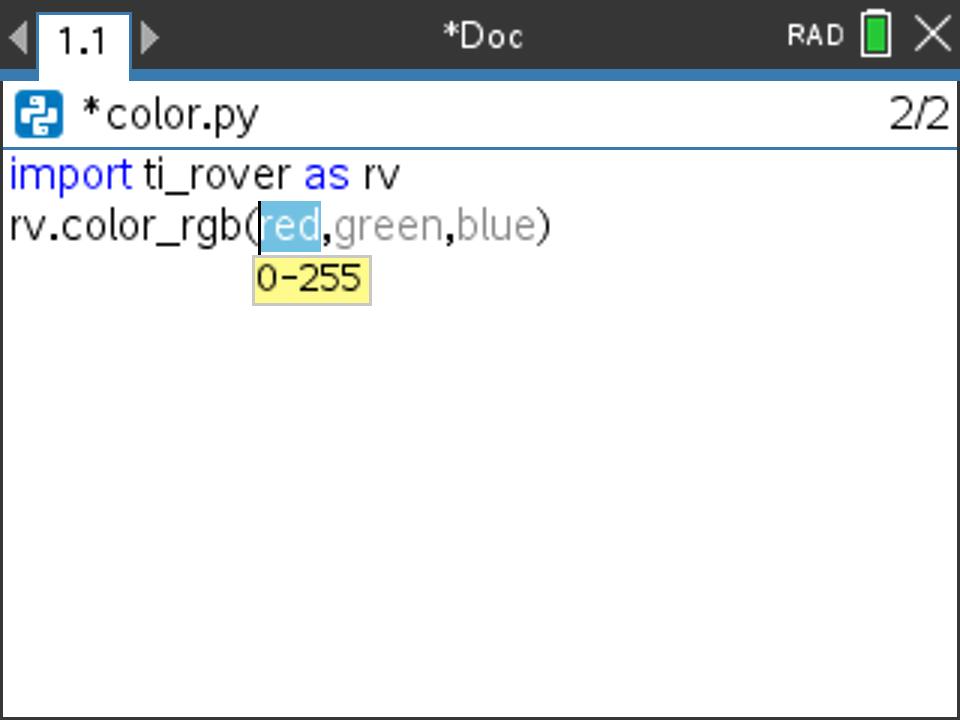 1.1 *Doc RAD
*color.py 2/2
import ti_rover as rv
rv.color_rgb(red,green,blue)
0-255